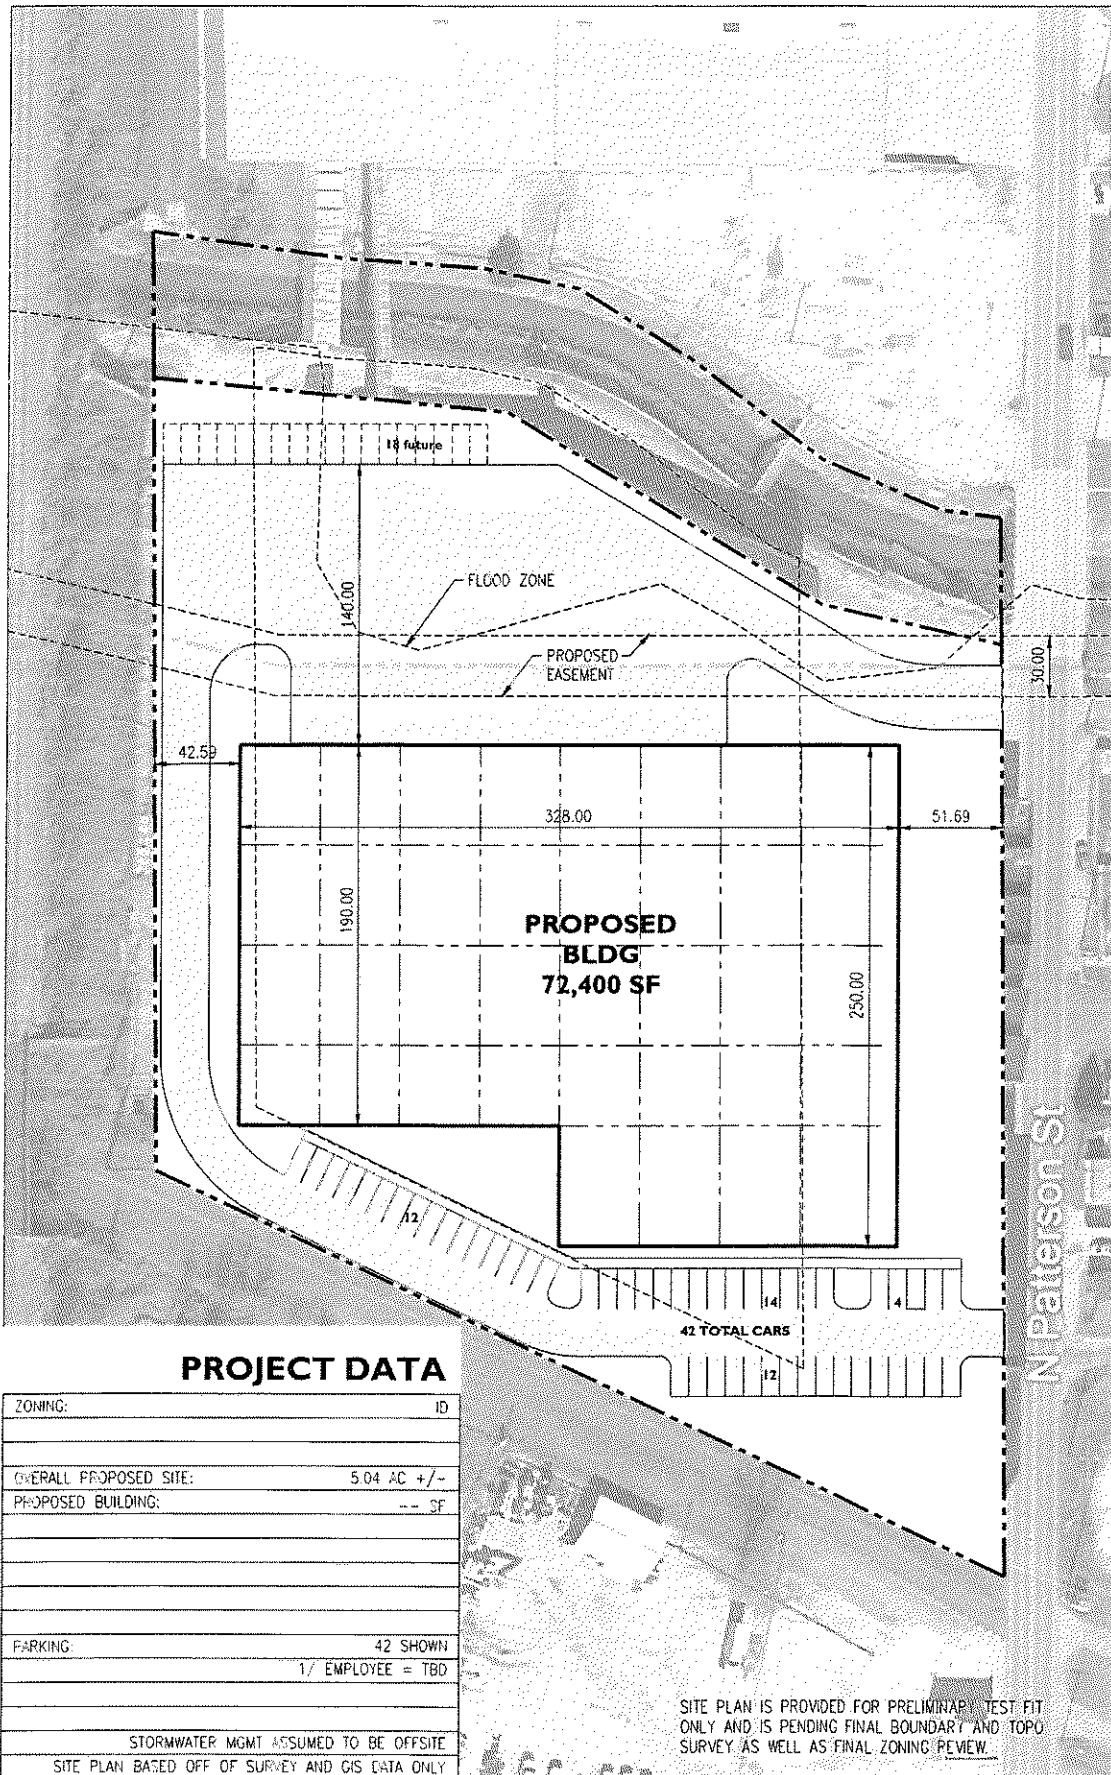 18 future
FLOOD ZONE
140.00
PROPOSED
EASEMENT
30.00
42.59
328.00
51.69
190.00
PROPOSED
BLDG
72,400 SF
250.00
N Patterson St
12
14
4
42 TOTAL CARS
12
PROJECT DATA
ZONING: ID
OVERALL PROPOSED SITE: 5.04 AC +/-
PROPOSED BUILDING: -- SF
PARKING: 42 SHOWN
1/ EMPLOYEE = TBD
STORMWATER MGMT ASSUMED TO BE OFFSITE
SITE PLAN BASED OFF OF SURVEY AND GIS DATA ONLY
SITE PLAN IS PROVIDED FOR PRELIMINARY TEST FIT
ONLY AND IS PENDING FINAL BOUNDARY AND TOPO
SURVEY AS WELL AS FINAL ZONING REVIEW.